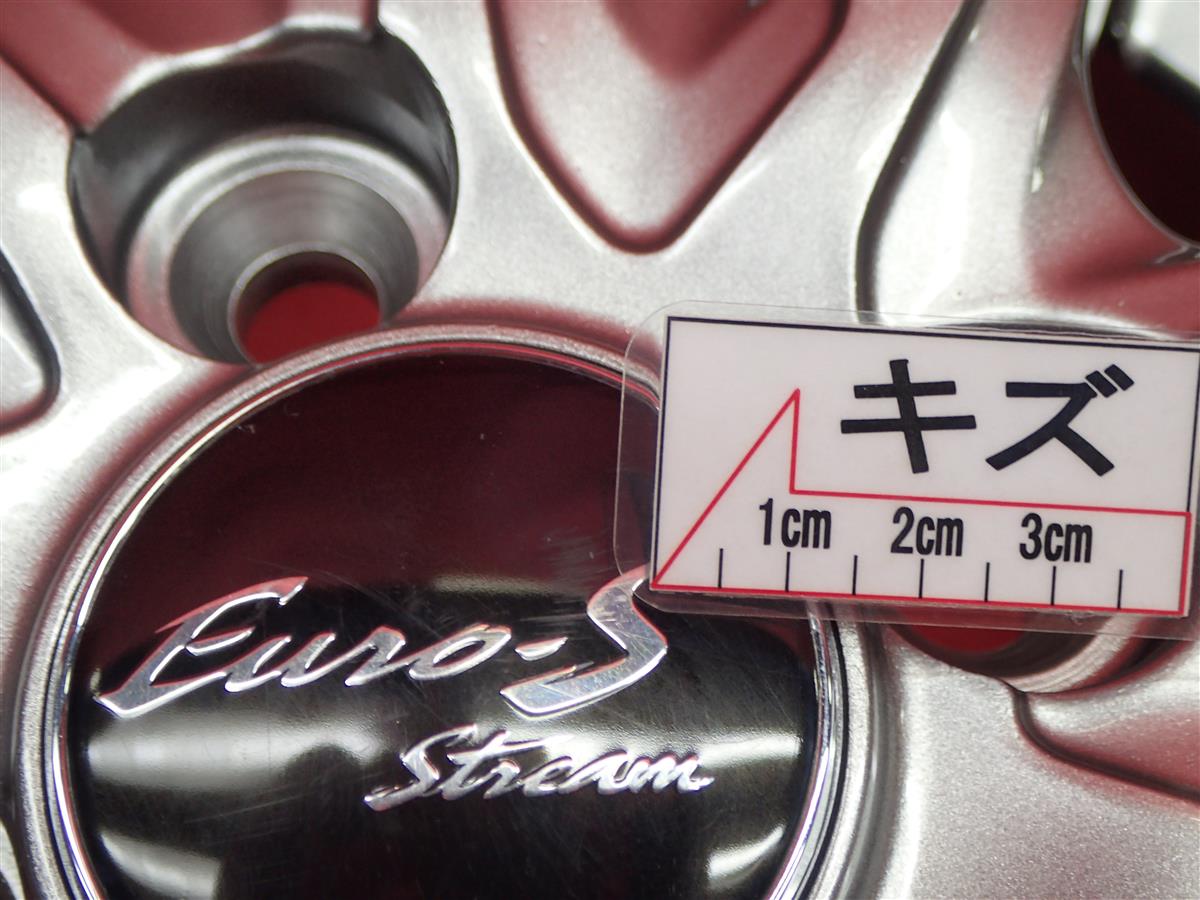 キズ
1cm 2cm 3cm
Euro-S
Stream